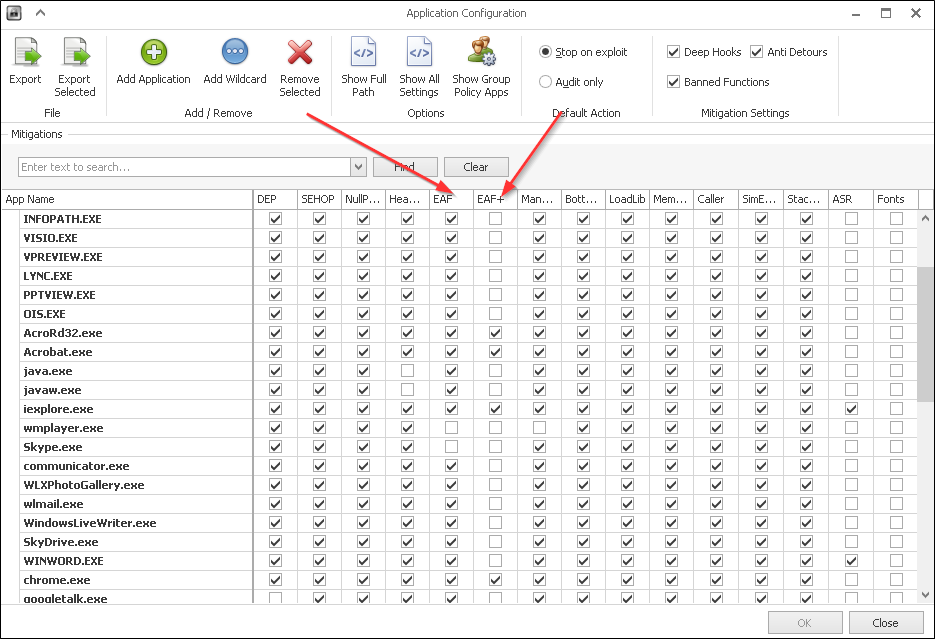 Application Configuration
Export
Export Selected
Add Application
Add Wildcard
Remove Selected
Show Full Path
Show All Settings
Show Group Policy Apps
Stop on exploit
Audit only
Deep Hooks
Anti Detours
Banned Functions
File
Add / Remove
Options
Default Action
Mitigation Settings
Mitigations
Enter text to search...
Find
Clear
App Name DEP SEHOP NullP... Hea... EAF EAF+ Man... Bott... LoadLib Mem... Caller SimE... Stac... ASR Fonts
INFOPATH.EXE
VISIO.EXE
VPREVIEW.EXE
LYNC.EXE
PPTVIEW.EXE
OIS.EXE
AcroRd32.exe
Acrobat.exe
java.exe
javaw.exe
iexplore.exe
wmplayer.exe
Skype.exe
communicator.exe
WLXPhotoGallery.exe
wlmail.exe
WindowsLiveWriter.exe
SkyDrive.exe
WINWORD.EXE
chrome.exe
googletalk.exe
OK
Close